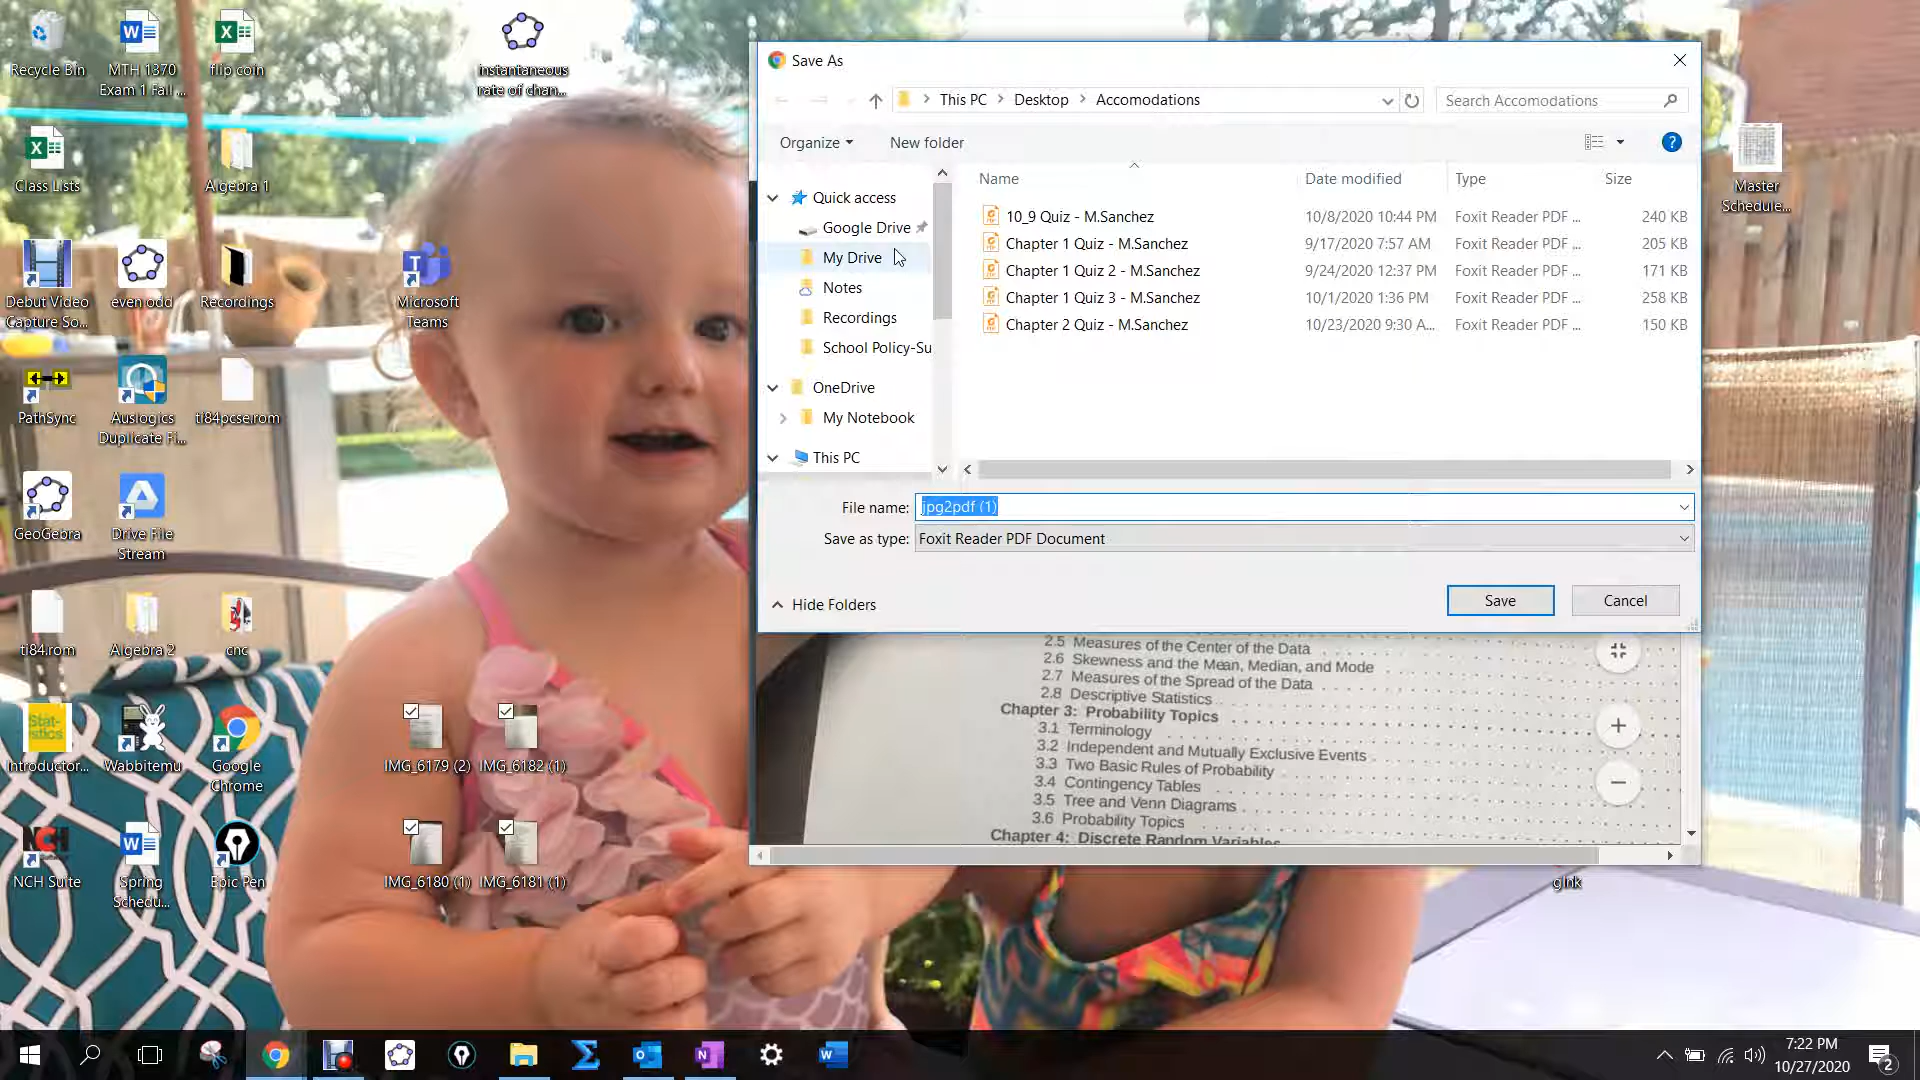 Recycle Bin
MTH 1370
Exam 1 Fall ...
flip coin
instantaneous
rate of chan...
Class Lists
Algebra 1
Debut Video
Capture So...
even odd
Recordings
Microsoft
Teams
PathSync
Auslogics
Duplicate Fi...
ti84pcse.rom
GeoGebra
Drive File
Stream
ti84.rom
Algebra 2
cnc
Introductor...
Wabbitemu
Google
Chrome
IMG_6179 (2)
IMG_6182 (1)
NCH Suite
Spring
Schedu...
Epic Pen
IMG_6180 (1)
IMG_6181 (1)
Save As
This PC > Desktop > Accomodations
Search Accomodations
Organize
New folder
Quick access
Google Drive
My Drive
Notes
Recordings
School Policy-Su
OneDrive
My Notebook
This PC
Name Date modified Type Size
10_9 Quiz - M.Sanchez 10/8/2020 10:44 PM Foxit Reader PDF ... 240 KB
Chapter 1 Quiz - M.Sanchez 9/17/2020 7:57 AM Foxit Reader PDF ... 205 KB
Chapter 1 Quiz 2 - M.Sanchez 9/24/2020 12:37 PM Foxit Reader PDF ... 171 KB
Chapter 1 Quiz 3 - M.Sanchez 10/1/2020 1:36 PM Foxit Reader PDF ... 258 KB
Chapter 2 Quiz - M.Sanchez 10/23/2020 9:30 A... Foxit Reader PDF ... 150 KB
File name: jpg2pdf (1)
Save as type: Foxit Reader PDF Document
Hide Folders
Save
Cancel
2.5 Measures of the Center of the Data
2.6 Skewness and the Mean, Median, and Mode
2.7 Measures of the Spread of the Data
2.8 Descriptive Statistics
Chapter 3: Probability Topics
3.1 Terminology
3.2 Independent and Mutually Exclusive Events
3.3 Two Basic Rules of Probability
3.4 Contingency Tables
3.5 Tree and Venn Diagrams
3.6 Probability Topics
Chapter 4: Discrete Random Variables
Master
Schedule...
gInk
7:22 PM
10/27/2020
2